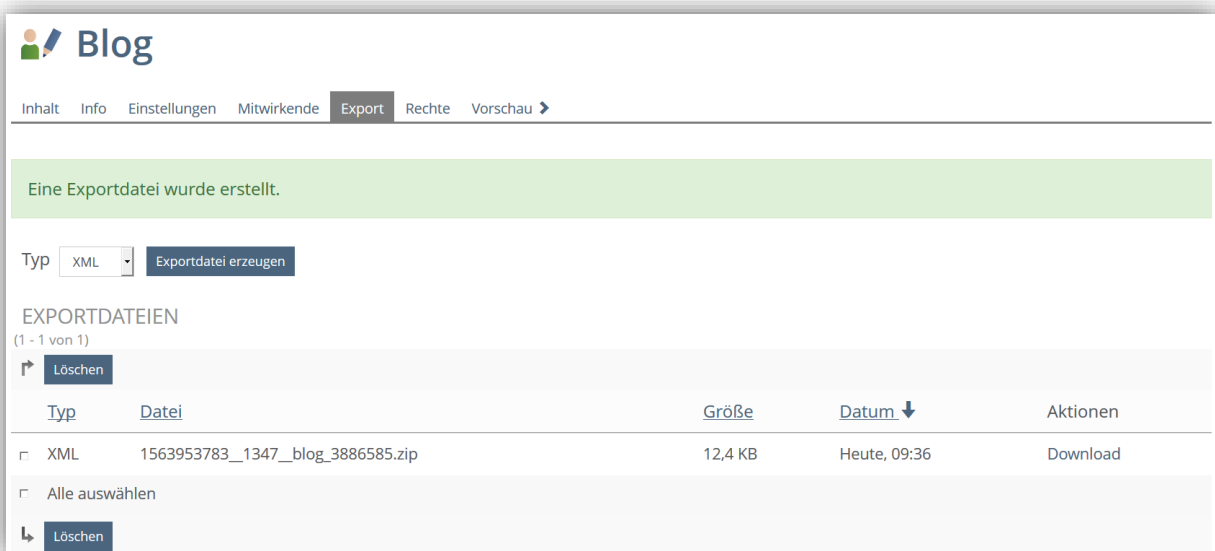 Blog
Inhalt Info Einstellungen Mitwirkende Export Rechte Vorschau
Eine Exportdatei wurde erstellt.
Typ XML Exportdatei erzeugen
EXPORTDATEIEN
(1 - 1 von 1)
Löschen
Typ Datei Größe Datum Aktionen
XML 1563953783__1347__blog_3886585.zip 12,4 KB Heute, 09:36 Download
Alle auswählen
Löschen